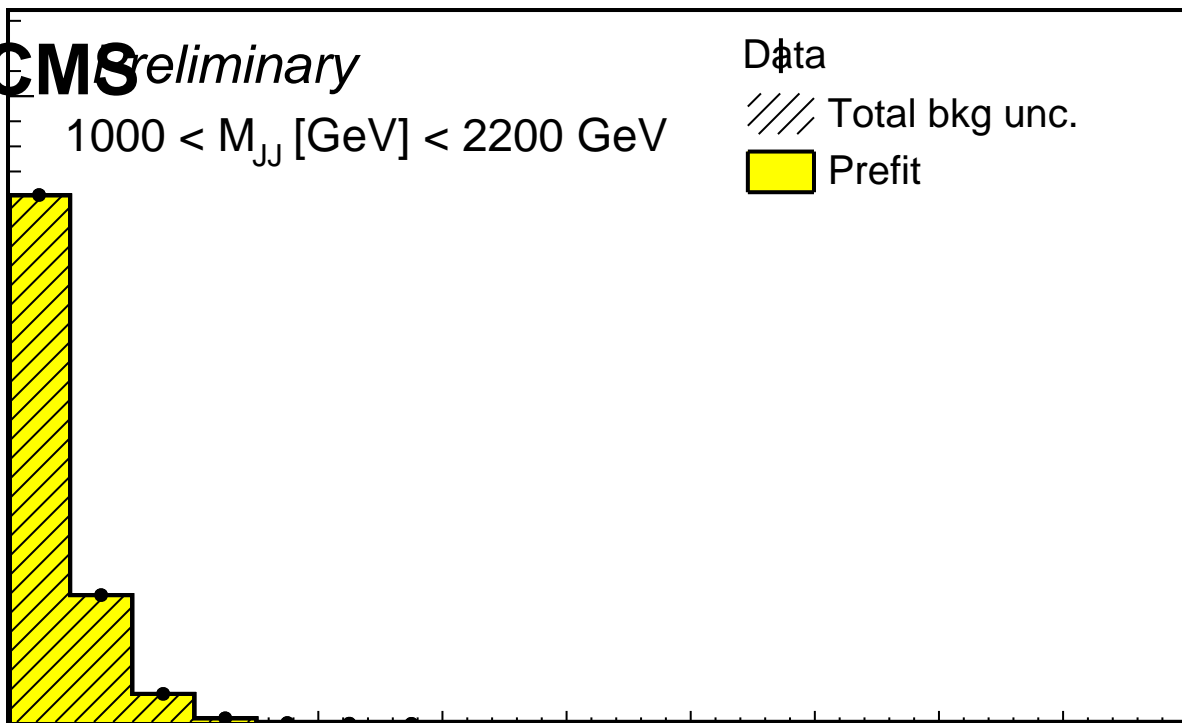 CMS Preliminary
1000 < M_JJ [GeV] < 2200 GeV
Data
Total bkg unc.
Prefit